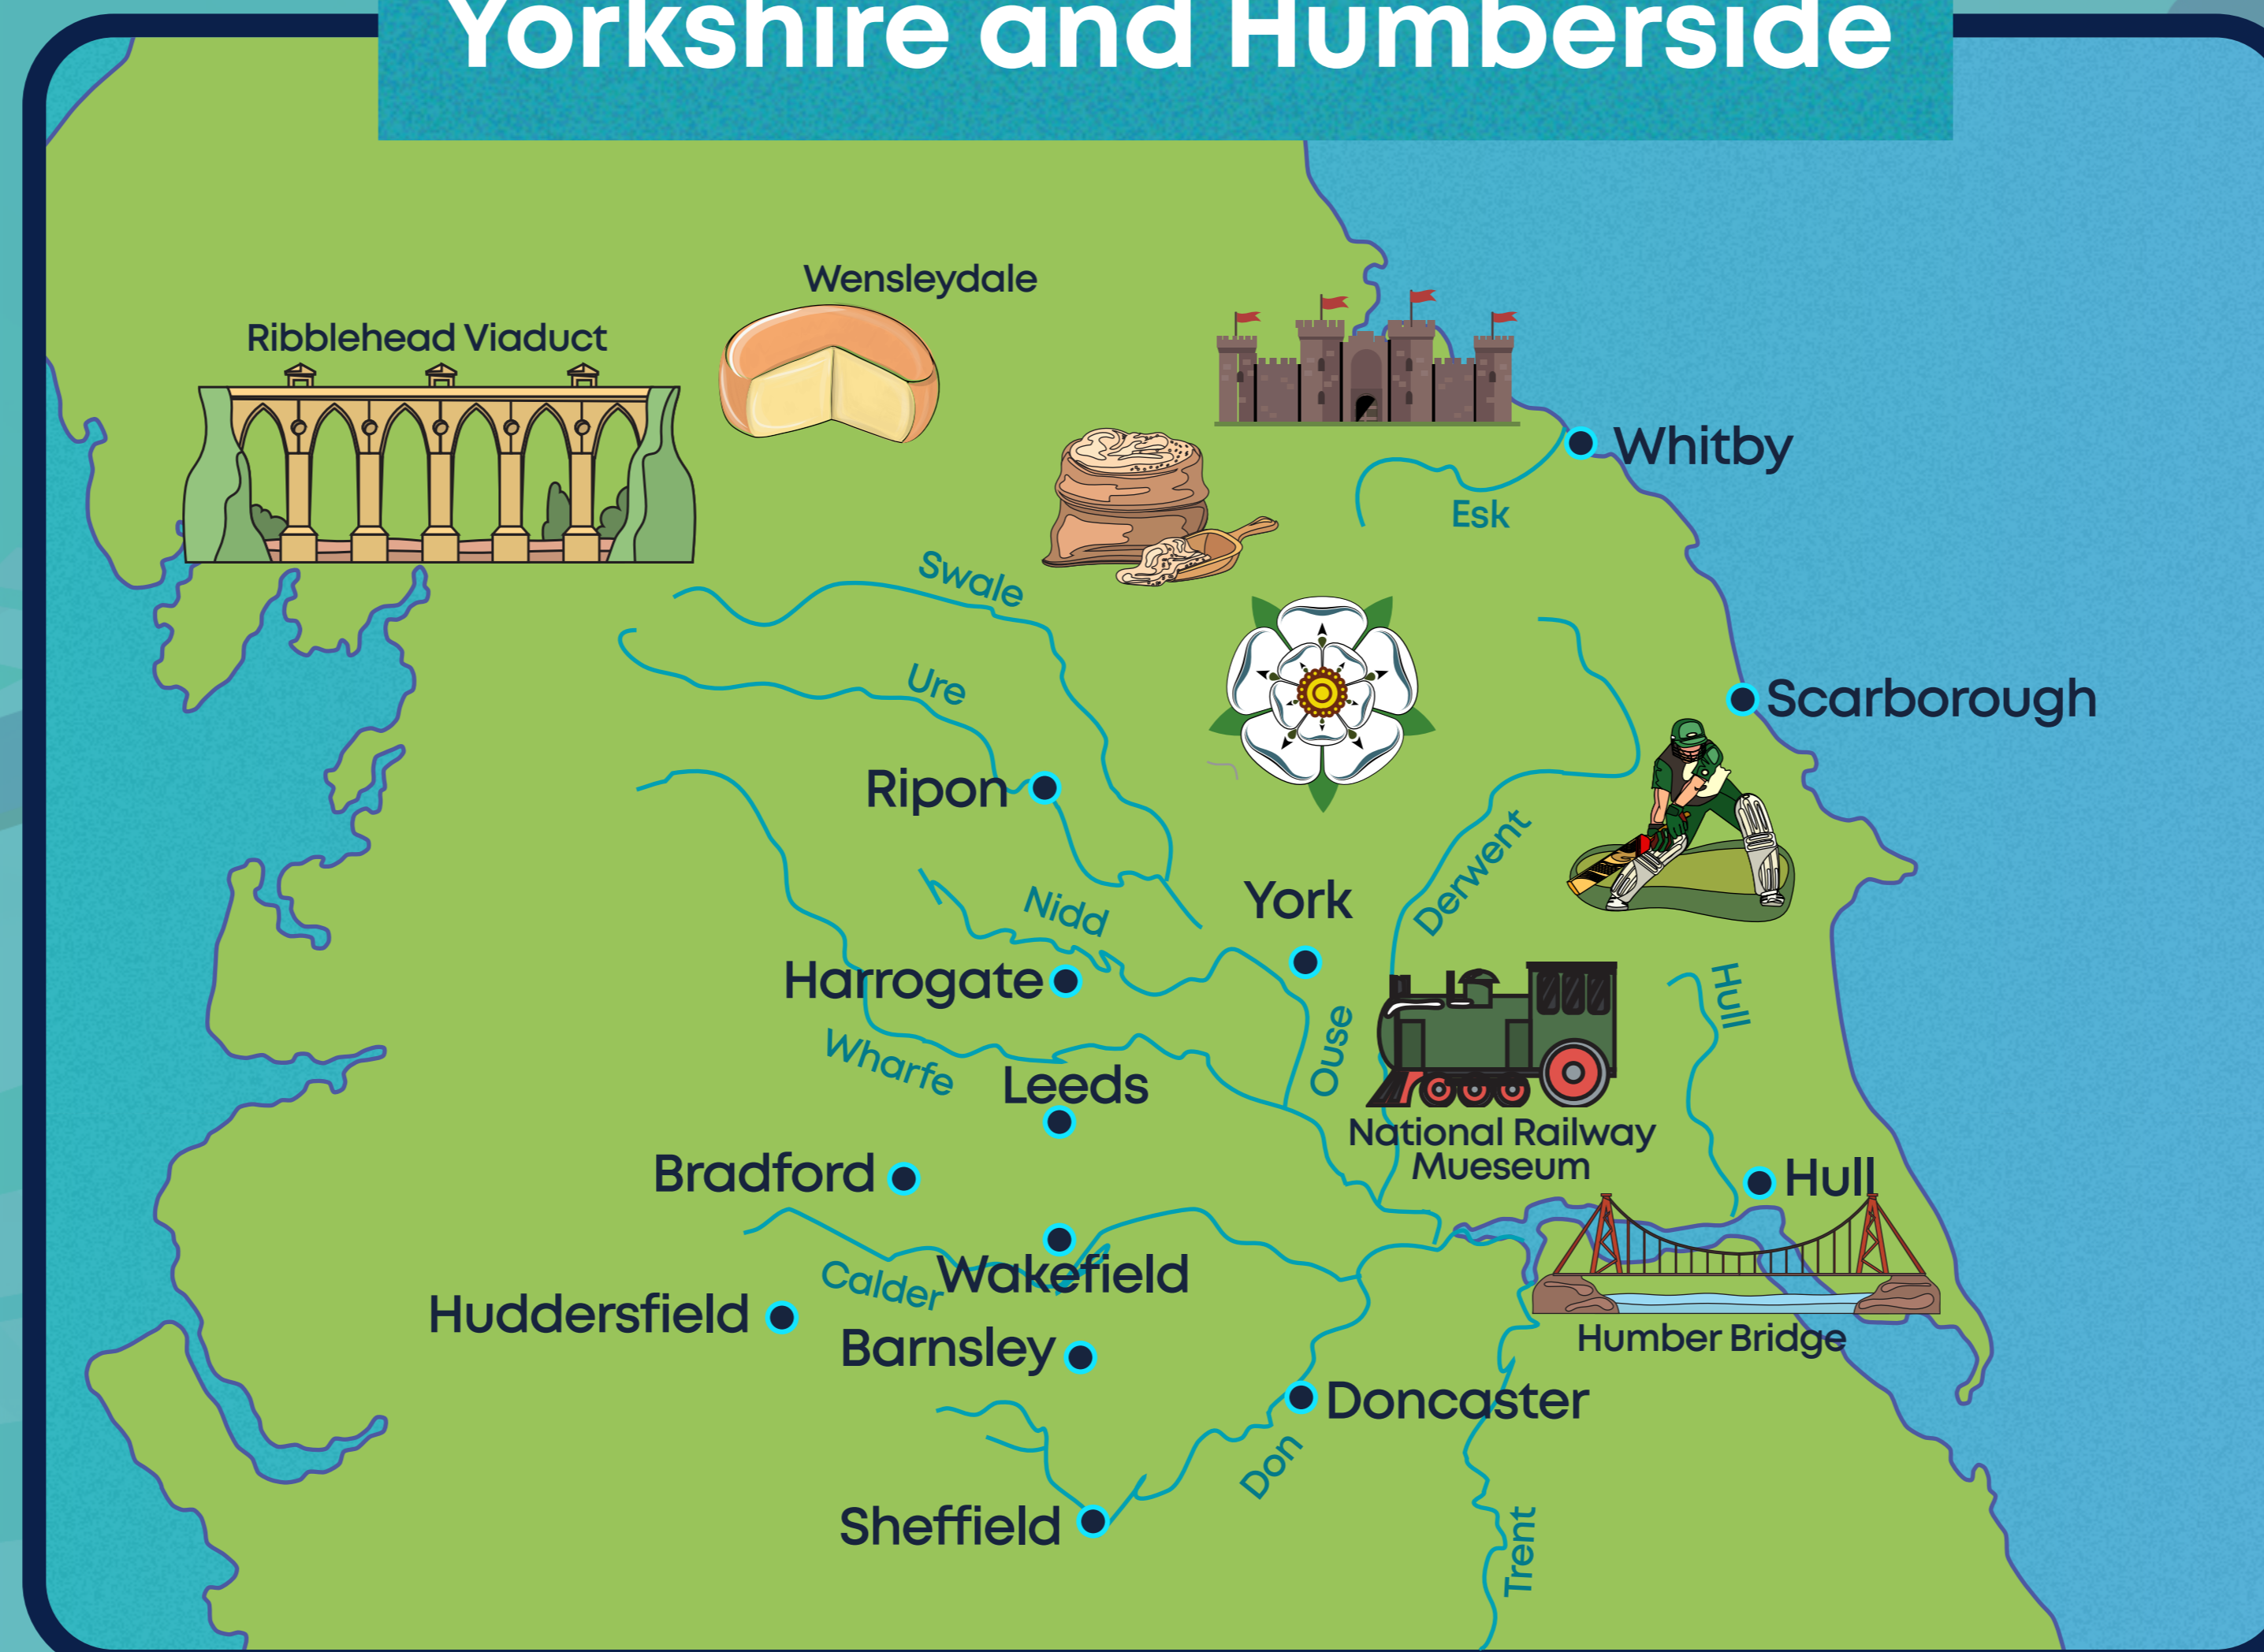 Yorkshire and Humberside
Wensleydale
Ribblehead Viaduct
Whitby
Esk
Swale
Ure
Scarborough
Ripon
Derwent
York
Nidd
Harrogate
Hull
Ouse
Wharfe
Leeds
National Railway
Mueseum
Bradford
Hull
Wakefield
Calder
Huddersfield
Humber Bridge
Barnsley
Doncaster
Don
Sheffield
Trent